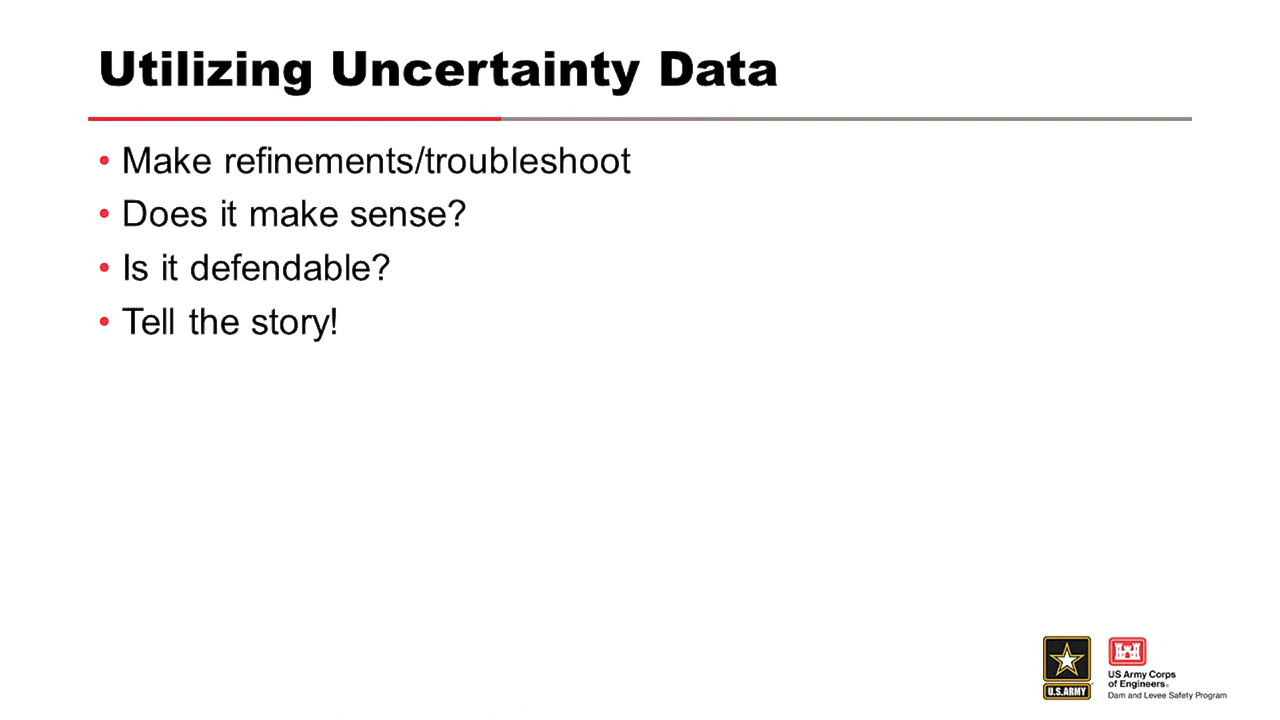 Utilizing Uncertainty Data
• Make refinements/troubleshoot
• Does it make sense?
• Is it defendable?
• Tell the story!
U.S.ARMY
US Army Corps
of Engineers®
Dam and Levee Safety Program